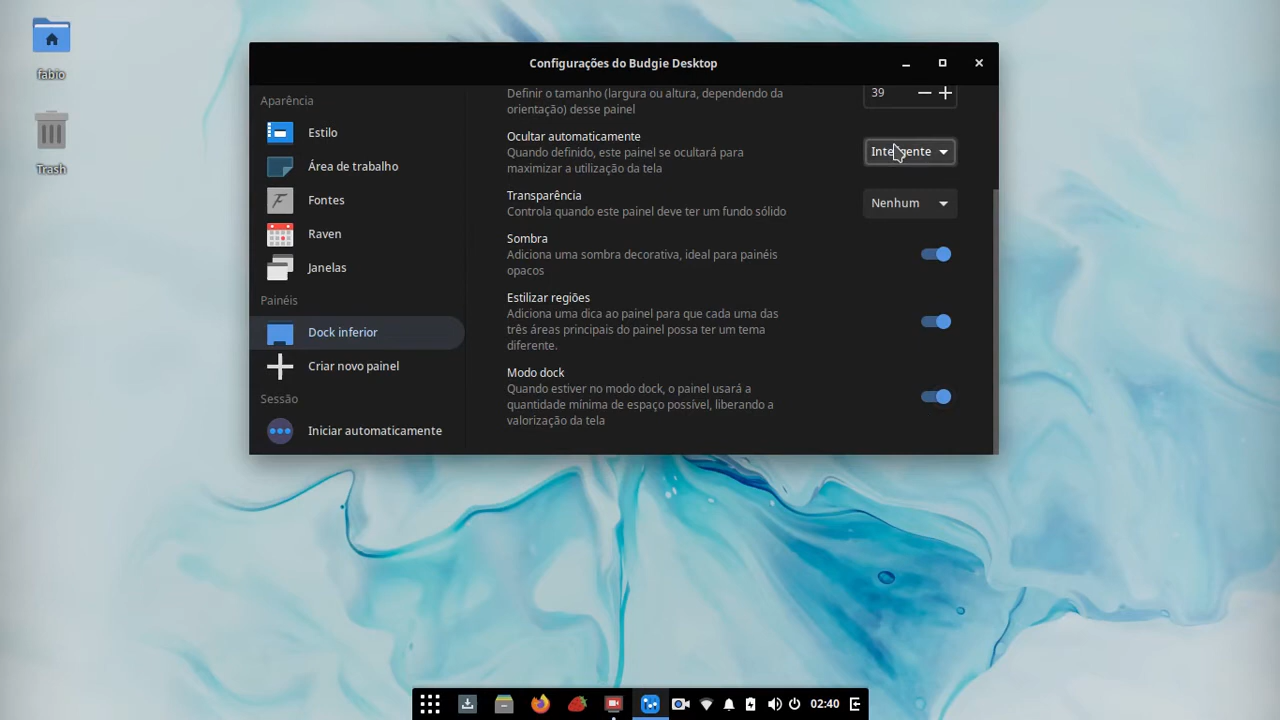 fabio
Trash
Configurações do Budgie Desktop
Aparência
Estilo
Área de trabalho
Fontes
Raven
Janelas
Painéis
Dock inferior
Criar novo painel
Sessão
Iniciar automaticamente
Definir o tamanho (largura ou altura, dependendo da
orientação) desse painel
39
Ocultar automaticamente
Quando definido, este painel se ocultará para
maximizar a utilização da tela
Inteligente
Transparência
Controla quando este painel deve ter um fundo sólido
Nenhum
Sombra
Adiciona uma sombra decorativa, ideal para painéis
opacos
Estilizar regiões
Adiciona uma dica ao painel para que cada uma das
três áreas principais do painel possa ter um tema
diferente.
Modo dock
Quando estiver no modo dock, o painel usará a
quantidade mínima de espaço possível, liberando a
valorização da tela
02:40